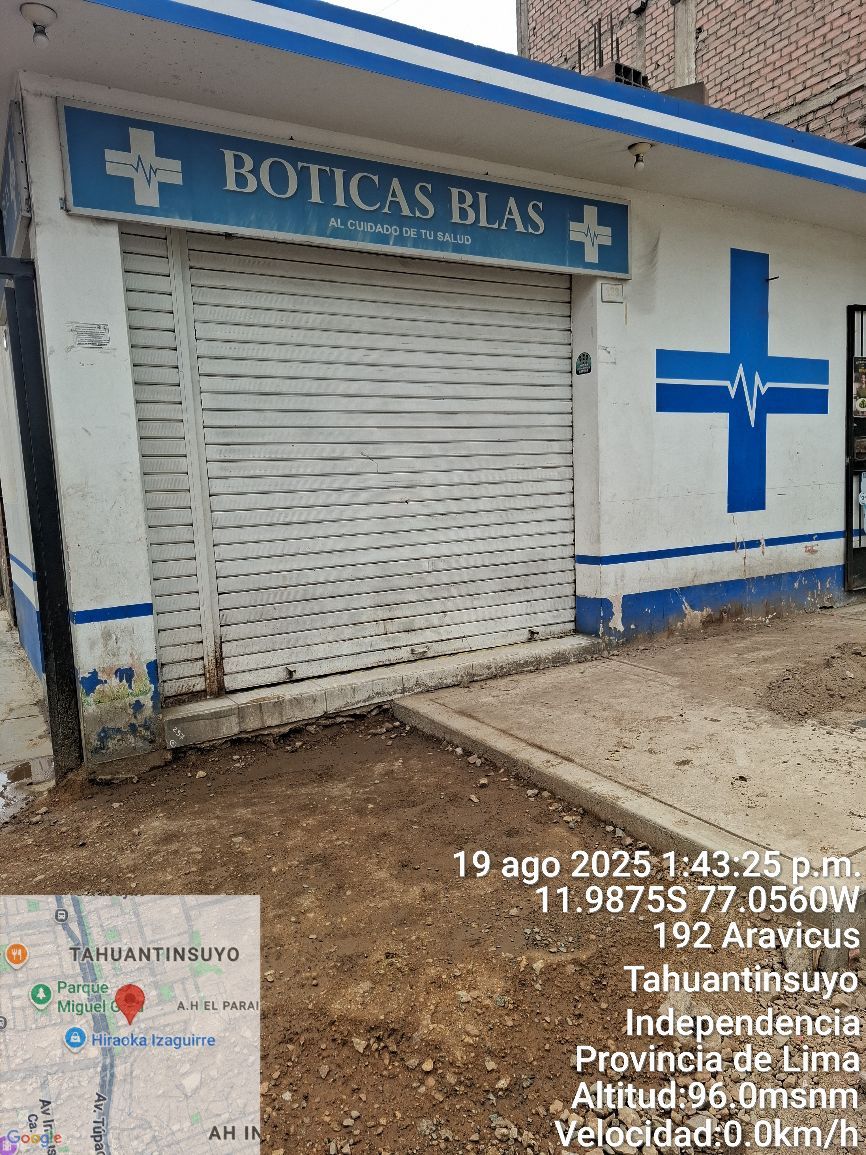 BOTICAS BLAS
AL CUIDADO DE TU SALUD
19 ago 2025 1:43:25 p.m.
11.9875S 77.0560W
192 Aravicus
Tahuantinsuyo
Independencia
Provincia de Lima
Altitud:96.0msnm
Velocidad:0.0km/h
TAHUANTINSUYO
Parque
Miguel G
A.H EL PARAI
Hiraoka Izaguirre
Av. Túpac
AH IN
Google